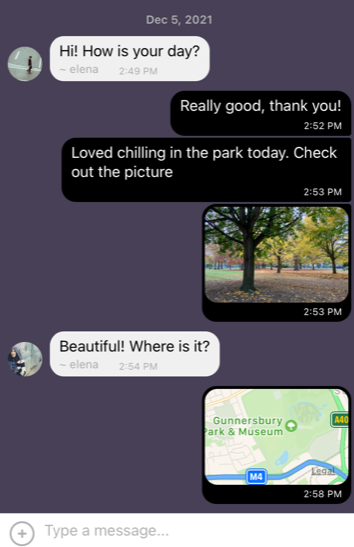 Dec 5, 2021
Hi! How is your day?
~ elena 2:49 PM
Really good, thank you!
2:52 PM
Loved chilling in the park today. Check
out the picture
2:53 PM
2:53 PM
Beautiful! Where is it?
~ elena 2:54 PM
Gunnersbury
Park & Museum
A40
M4
Legal
2:58 PM
Type a message...